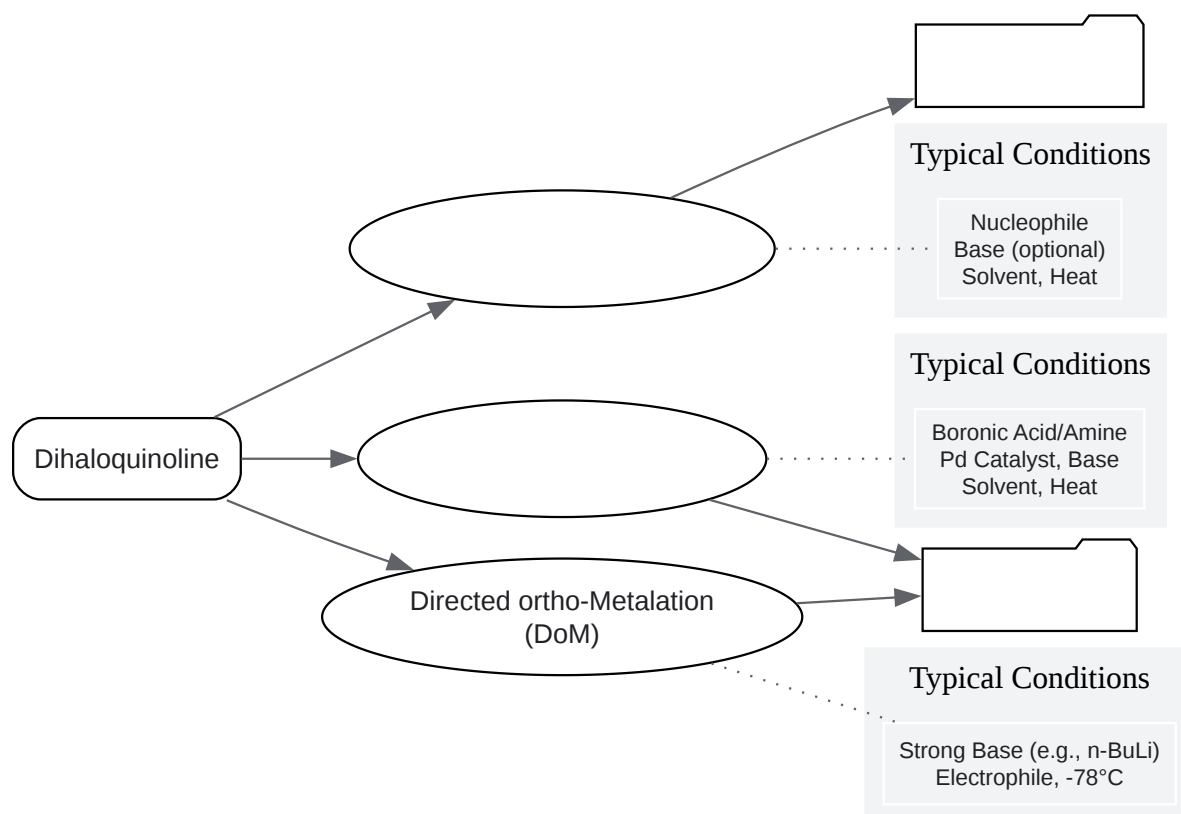 Typical Conditions
Nucleophile
Base (optional)
Solvent, Heat
Typical Conditions
Dihaloquinoline
Boronic Acid/Amine
Pd Catalyst, Base
Solvent, Heat
Directed ortho-Metalation
(DoM)
Typical Conditions
Strong Base (e.g., n-BuLi)
Electrophile, -78°C